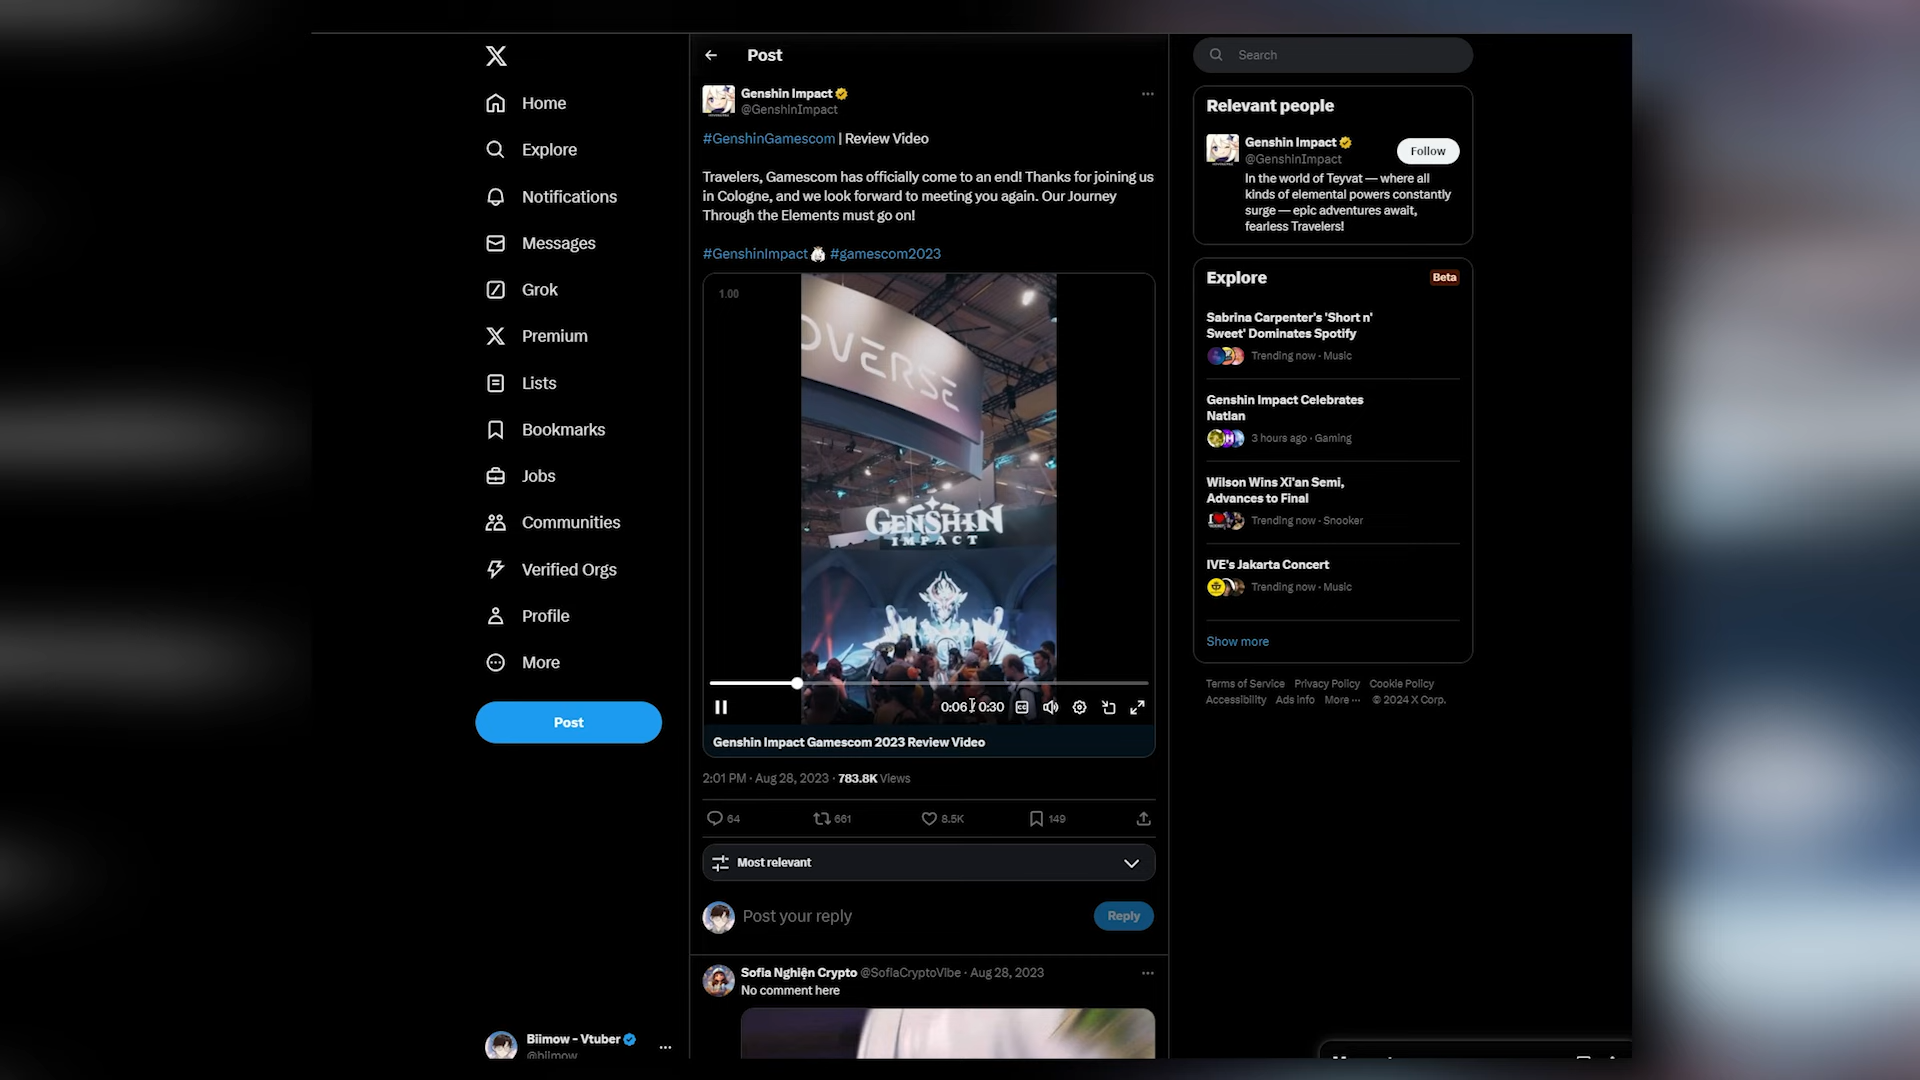 Home
Explore
Notifications
Messages
Grok
Premium
Lists
Bookmarks
Jobs
Communities
Verified Orgs
Profile
More
Post
Biimow - Vtuber
@biimow
Post
Genshin Impact
@GenshinImpact
#GenshinGamescom | Review Video
Travelers, Gamescom has officially come to an end! Thanks for joining us
in Cologne, and we look forward to meeting you again. Our Journey
Through the Elements must go on!
#GenshinImpact #gamescom2023
1.00
OVERSE
GENSHIN
IMPACT
0:06 / 0:30
Genshin Impact Gamescom 2023 Review Video
2:01 PM · Aug 28, 2023 · 783.8K Views
64 661 8.5K 149
Most relevant
Post your reply
Reply
Sofia Nghiện Crypto @SofiaCryptoVibe · Aug 28, 2023
No comment here
Search
Relevant people
Genshin Impact
@GenshinImpact
Follow
In the world of Teyvat — where all
kinds of elemental powers constantly
surge — epic adventures await,
fearless Travelers!
Explore
Beta
Sabrina Carpenter's 'Short n'
Sweet' Dominates Spotify
Trending now · Music
Genshin Impact Celebrates
Natlan
3 hours ago · Gaming
Wilson Wins Xi'an Semi,
Advances to Final
Trending now · Snooker
IVE's Jakarta Concert
Trending now · Music
Show more
Terms of Service Privacy Policy Cookie Policy
Accessibility Ads info More ··· © 2024 X Corp.